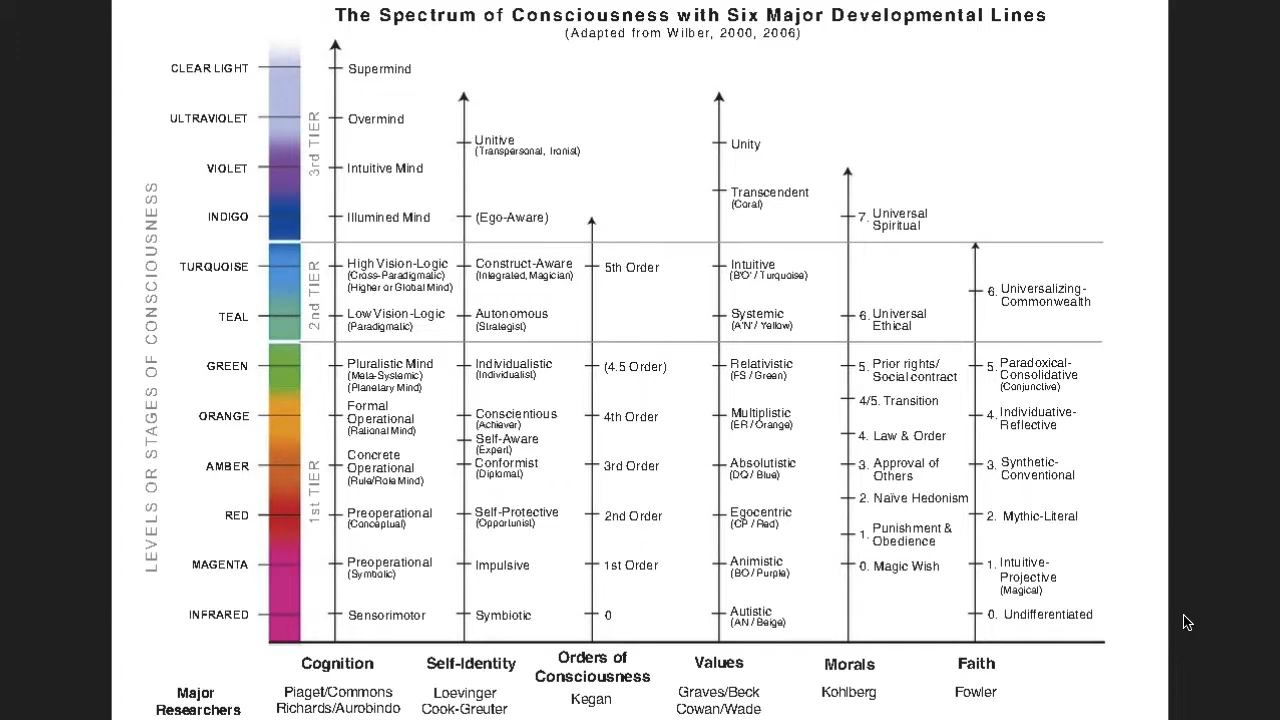 The Spectrum of Consciousness with Six Major Developmental Lines
(Adapted from Wilber, 2000, 2006)
LEVELS OR STAGES OF CONSCIOUSNESS
CLEAR LIGHT
ULTRAVIOLET
VIOLET
INDIGO
TURQUOISE
TEAL
GREEN
ORANGE
AMBER
RED
MAGENTA
INFRARED
3rd TIER
2nd TIER
1st TIER
Supermind
Overmind
Intuitive Mind
Illumined Mind
High Vision-Logic
(Cross-Paradigmatic)
(Higher or Global Mind)
Low Vision-Logic
(Paradigmatic)
Pluralistic Mind
(Meta-Systemic)
(Planetary Mind)
Formal
Operational
(Rational Mind)
Concrete
Operational
(Rule/Role Mind)
Preoperational
(Conceptual)
Preoperational
(Symbolic)
Sensorimotor
Unitive
(Transpersonal, Ironist)
(Ego-Aware)
Construct-Aware
(Integrated, Magician)
Autonomous
(Strategist)
Individualistic
(Individualist)
Conscientious
(Achiever)
Self-Aware
(Expert)
Conformist
(Diplomat)
Self-Protective
(Opportunist)
Impulsive
Symbiotic
5th Order
(4.5 Order)
4th Order
3rd Order
2nd Order
1st Order
0
Unity
Transcendent
(Coral)
Intuitive
(B'O' / Turquoise)
Systemic
(A'N' / Yellow)
Relativistic
(FS / Green)
Multiplistic
(ER / Orange)
Absolutistic
(DQ / Blue)
Egocentric
(CP / Red)
Animistic
(BO / Purple)
Autistic
(AN / Beige)
7. Universal
Spiritual
6. Universal
Ethical
5. Prior rights/
Social contract
4/5. Transition
4. Law & Order
3. Approval of
Others
2. Naïve Hedonism
1. Punishment &
Obedience
0. Magic Wish
6. Universalizing-
Commonwealth
5. Paradoxical-
Consolidative
(Conjunctive)
4. Individuative-
Reflective
3. Synthetic-
Conventional
2. Mythic-Literal
1. Intuitive-
Projective
(Magical)
0. Undifferentiated
Cognition
Self-Identity
Orders of
Consciousness
Values
Morals
Faith
Major
Researchers
Piaget/Commons
Richards/Aurobindo
Loevinger
Cook-Greuter
Kegan
Graves/Beck
Cowan/Wade
Kohlberg
Fowler